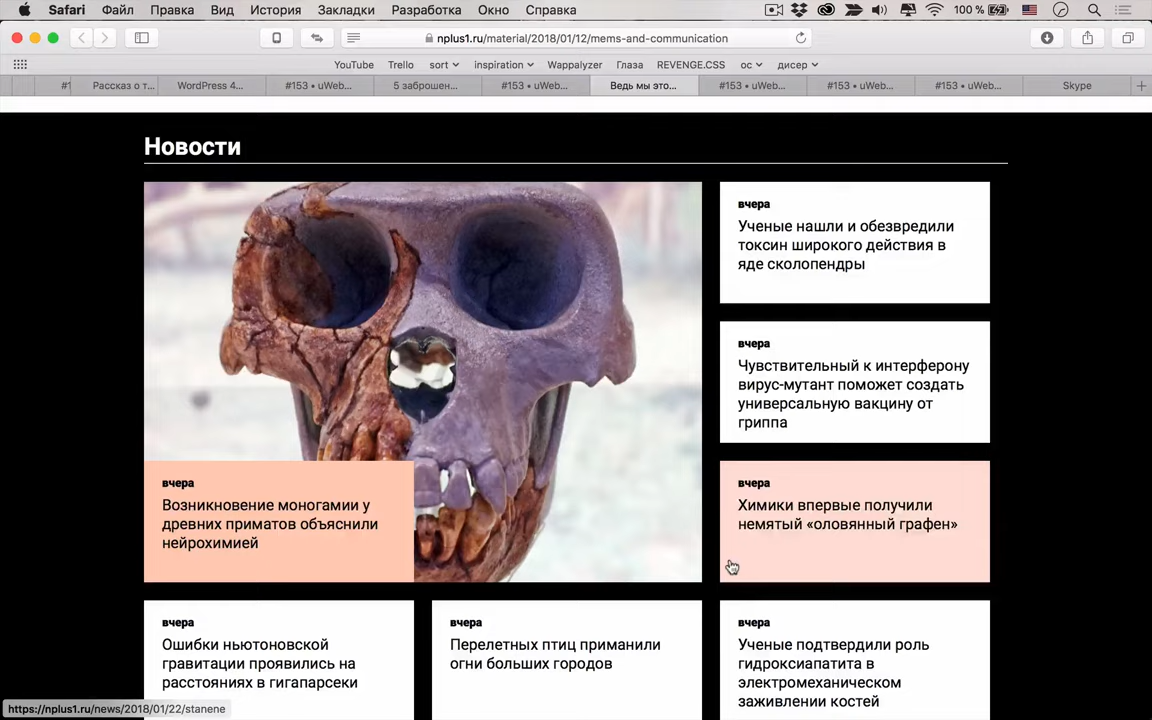 Safari Файл Правка Вид История Закладки Разработка Окно Справка 100 %
nplus1.ru/material/2018/01/12/mems-and-communication
YouTube Trello sort inspiration Wappalyzer Глаза REVENGE.CSS ос дисер
#1 Рассказ о т... WordPress 4... #153 • uWeb... 5 заброшен... #153 • uWeb... Ведь мы это... #153 • uWeb... #153 • uWeb... #153 • uWeb... Skype
Новости
вчера
Ученые нашли и обезвредили
токсин широкого действия в
яде сколопендры
вчера
Чувствительный к интерферону
вирус-мутант поможет создать
универсальную вакцину от
гриппа
вчера
Возникновение моногамии у
древних приматов объяснили
нейрохимией
вчера
Химики впервые получили
немятый «оловянный графен»
вчера
Ошибки ньютоновской
гравитации проявились на
расстояниях в гигапарсеки
вчера
Перелетных птиц приманили
огни больших городов
вчера
Ученые подтвердили роль
гидроксиапатита в
электромеханическом
заживлении костей
https://nplus1.ru/news/2018/01/22/stanene